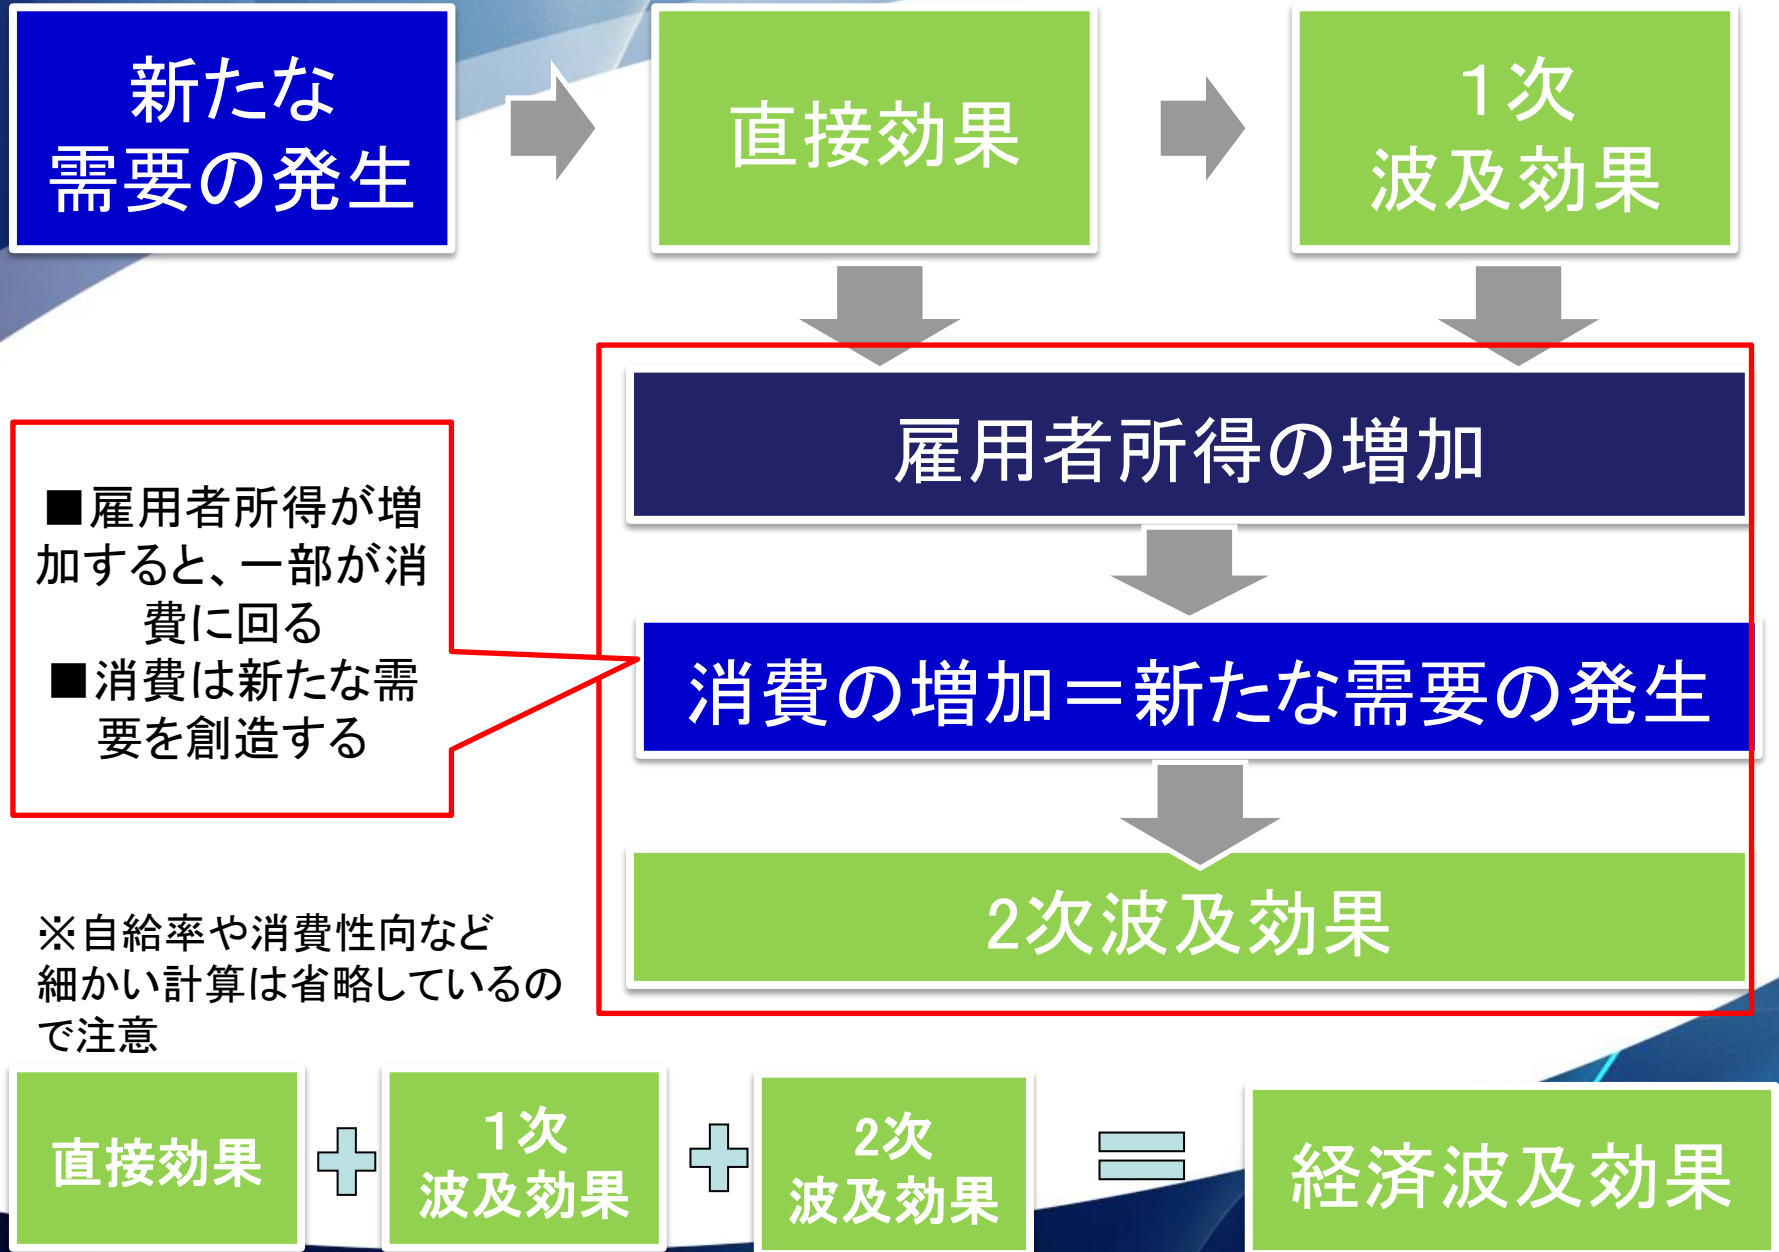 新たな
需要の発生
直接効果
1次
波及効果
雇用者所得の増加
■雇用者所得が増
加すると、一部が消
費に回る
■消費は新たな需
要を創造する
消費の増加＝新たな需要の発生
2次波及効果
※自給率や消費性向など
細かい計算は省略しているの
で注意
直接効果
1次
波及効果
2次
波及効果
経済波及効果